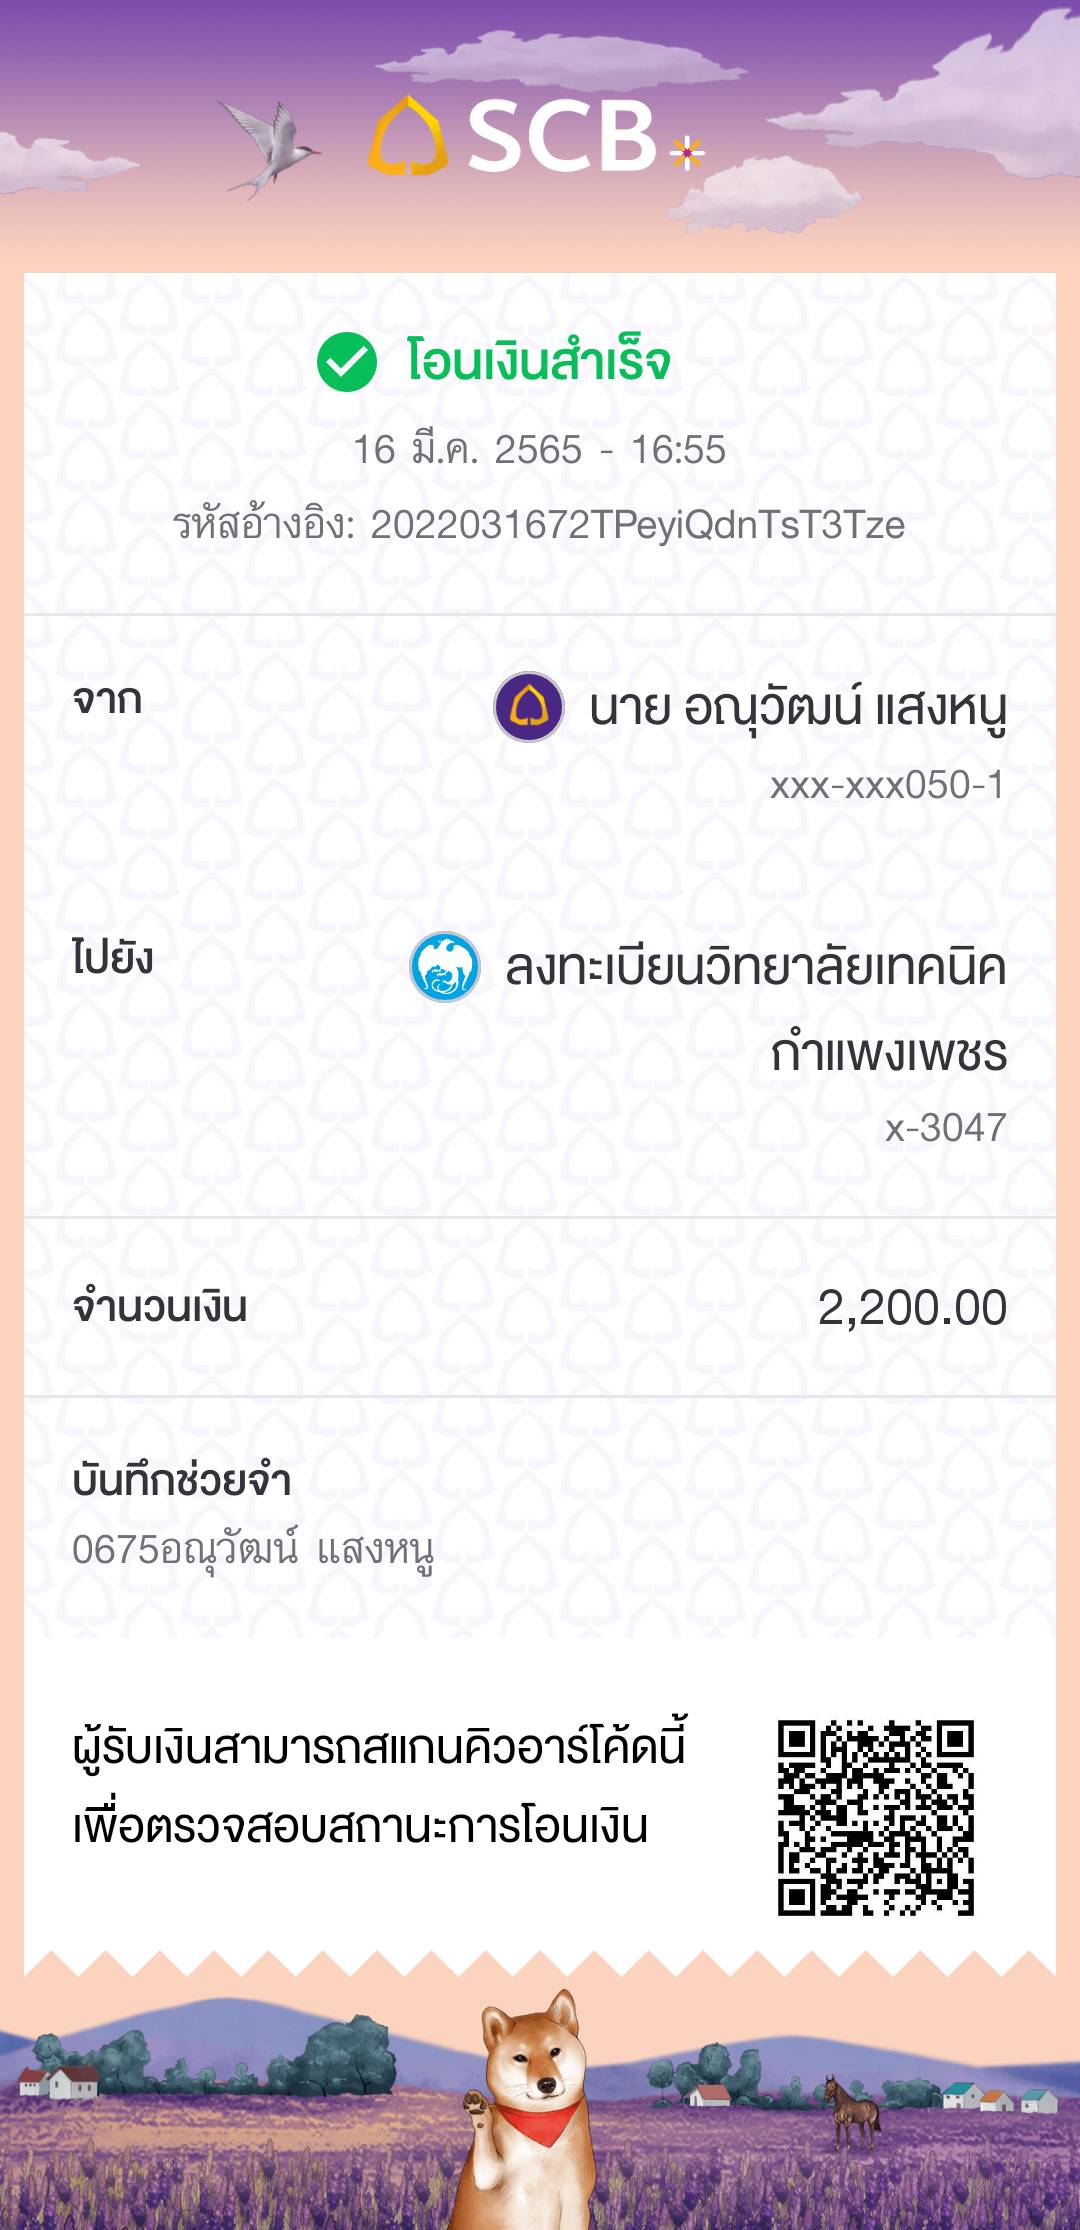 SCB
โอนเงินสำเร็จ
16 มี.ค. 2565 - 16:55
รหัสอ้างอิง: 2022031672TPeyiQdnTsT3Tze
จาก
นาย อณุวัฒน์ แสงหนู
xxx-xxx050-1
ไปยัง
ลงทะเบียนวิทยาลัยเทคนิค
กำแพงเพชร
x-3047
จำนวนเงิน
2,200.00
บันทึกช่วยจำ
0675อณุวัฒน์ แสงหนู
ผู้รับเงินสามารถสแกนคิวอาร์โค้ดนี้
เพื่อตรวจสอบสถานะการโอนเงิน